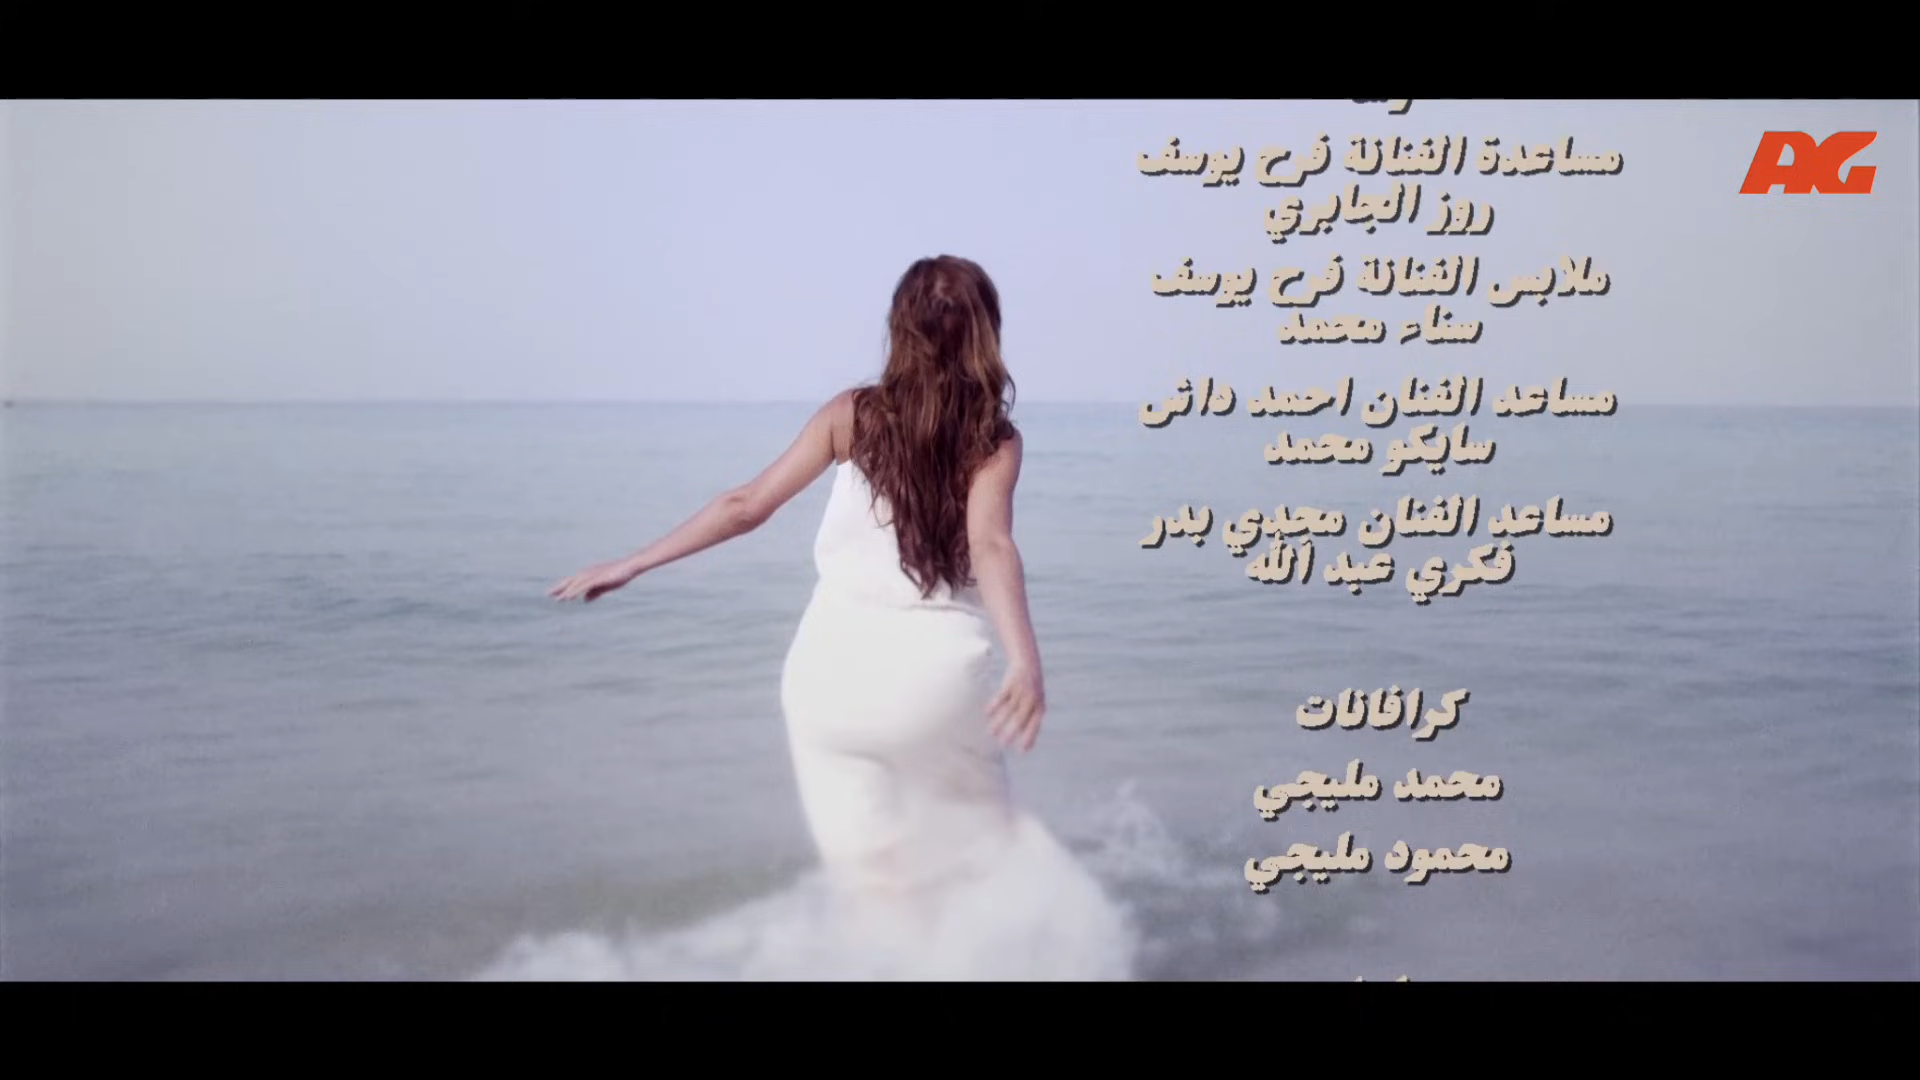 AG
مساعدة الفنانة فرح يوسف
روز الجابري
ملابس الفنانة فرح يوسف
سناء محمد
مساعد الفنان احمد داش
سايكو محمد
مساعد الفنان مجدي بدر
فكري عبد الله
كرافانات
محمد مليجي
محمود مليجي